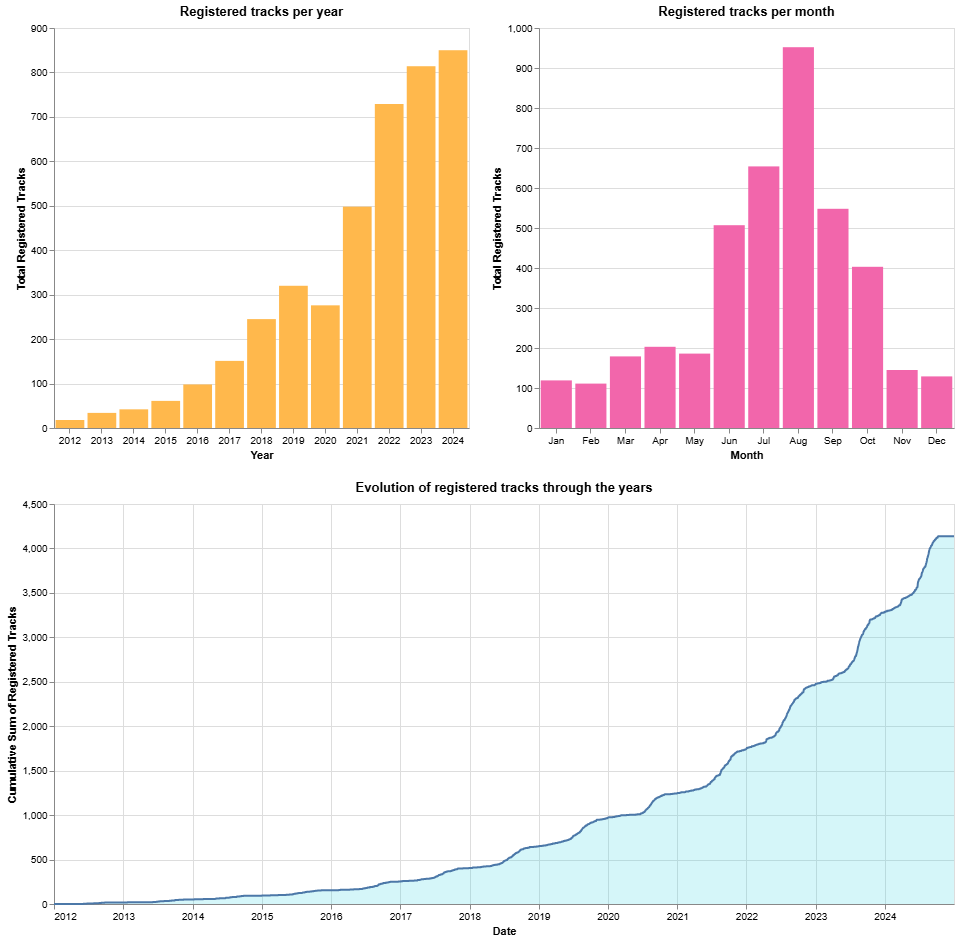 Registered tracks per year
Total Registered Tracks
900
800
700
600
500
400
300
200
100
0
2012 2013 2014 2015 2016 2017 2018 2019 2020 2021 2022 2023 2024
Year
Registered tracks per month
Total Registered Tracks
1,000
900
800
700
600
500
400
300
200
100
0
Jan Feb Mar Apr May Jun Jul Aug Sep Oct Nov Dec
Month
Evolution of registered tracks through the years
Cumulative Sum of Registered Tracks
4,500
4,000
3,500
3,000
2,500
2,000
1,500
1,000
500
0
2012 2013 2014 2015 2016 2017 2018 2019 2020 2021 2022 2023 2024
Date